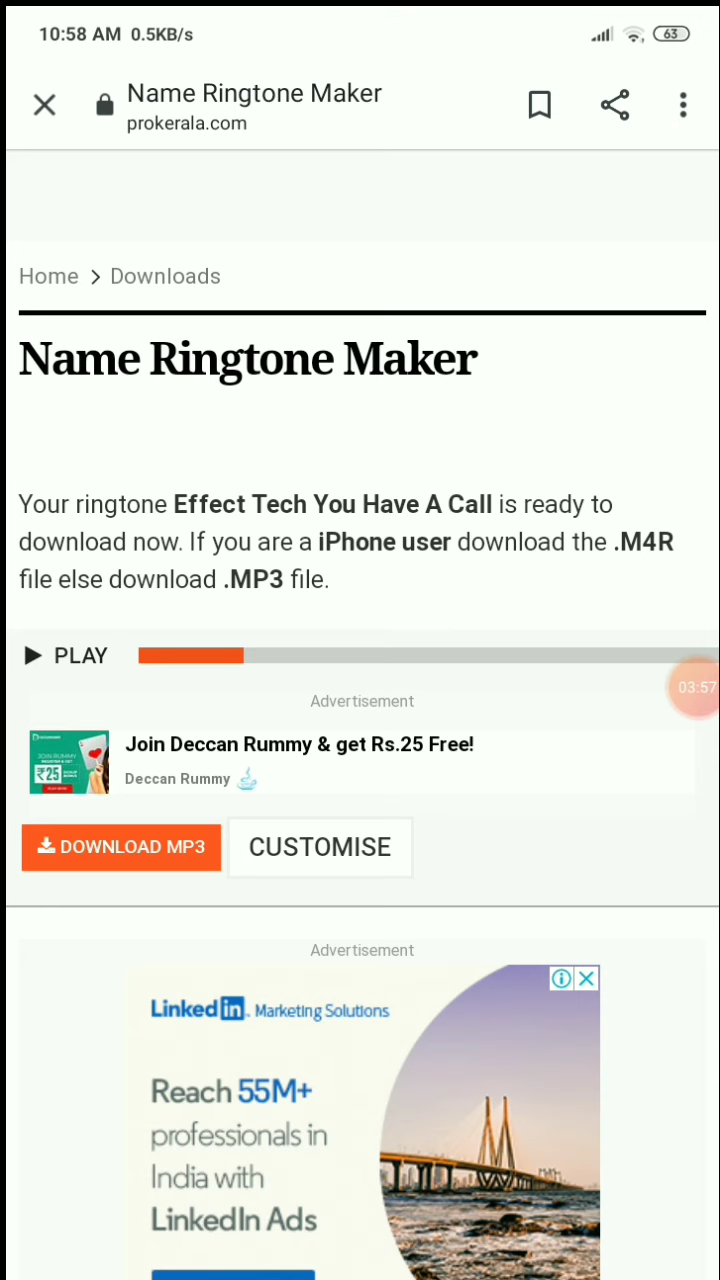 10:58 AM 0.5KB/s
63
Name Ringtone Maker
prokerala.com
Home > Downloads
Name Ringtone Maker
Your ringtone Effect Tech You Have A Call is ready to
download now. If you are a iPhone user download the .M4R
file else download .MP3 file.
PLAY
03:57
Advertisement
Join Deccan Rummy & get Rs.25 Free!
₹25
Deccan Rummy
DOWNLOAD MP3
CUSTOMISE
Advertisement
Linked in. Marketing Solutions
Reach 55M+
professionals in
India with
LinkedIn Ads